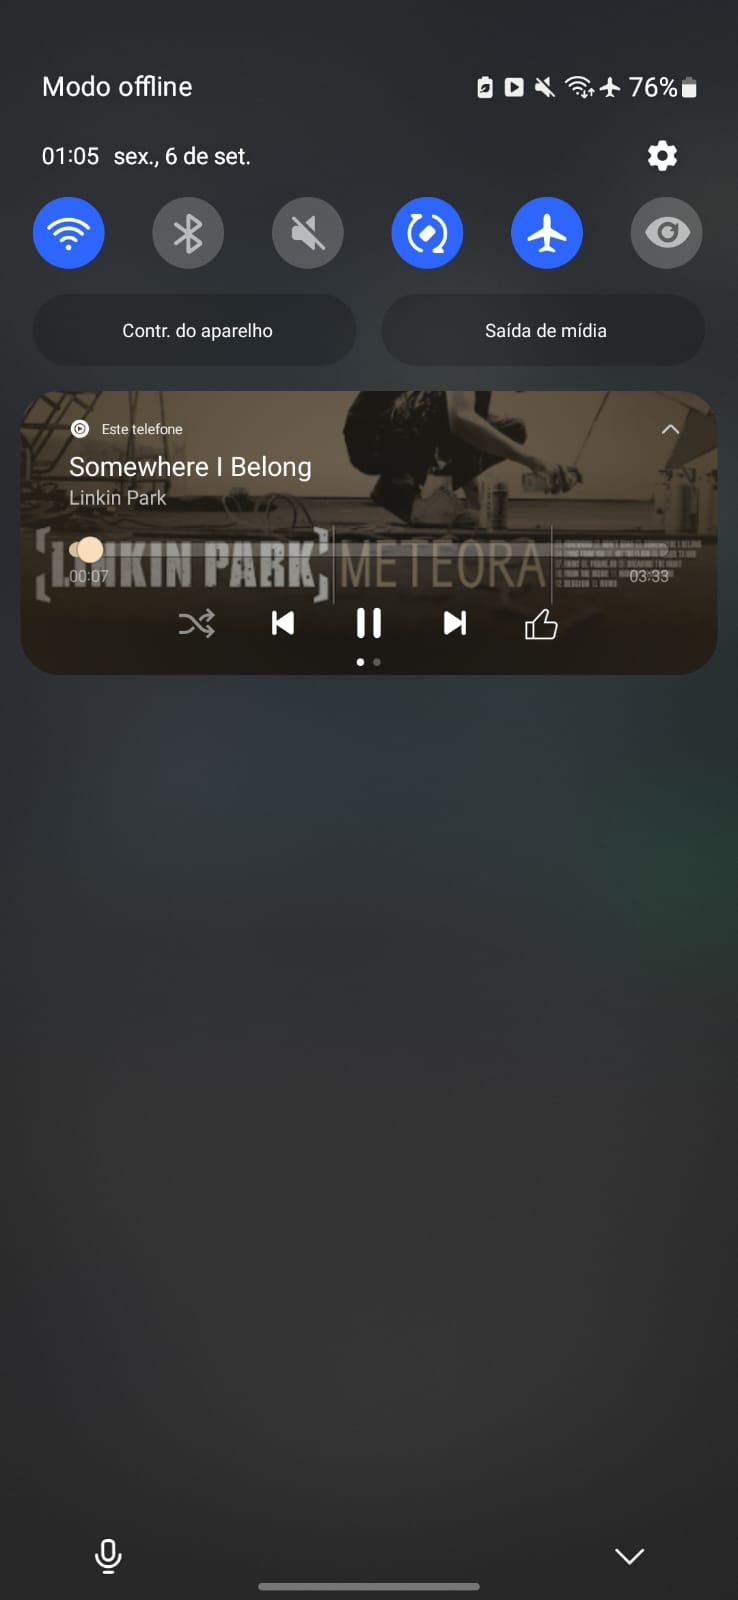 Modo offline
76%
01:05 sex., 6 de set.
Contr. do aparelho
Saída de mídia
Este telefone
Somewhere I Belong
Linkin Park
[LINKIN PARK] METEORA
00:07
03:33